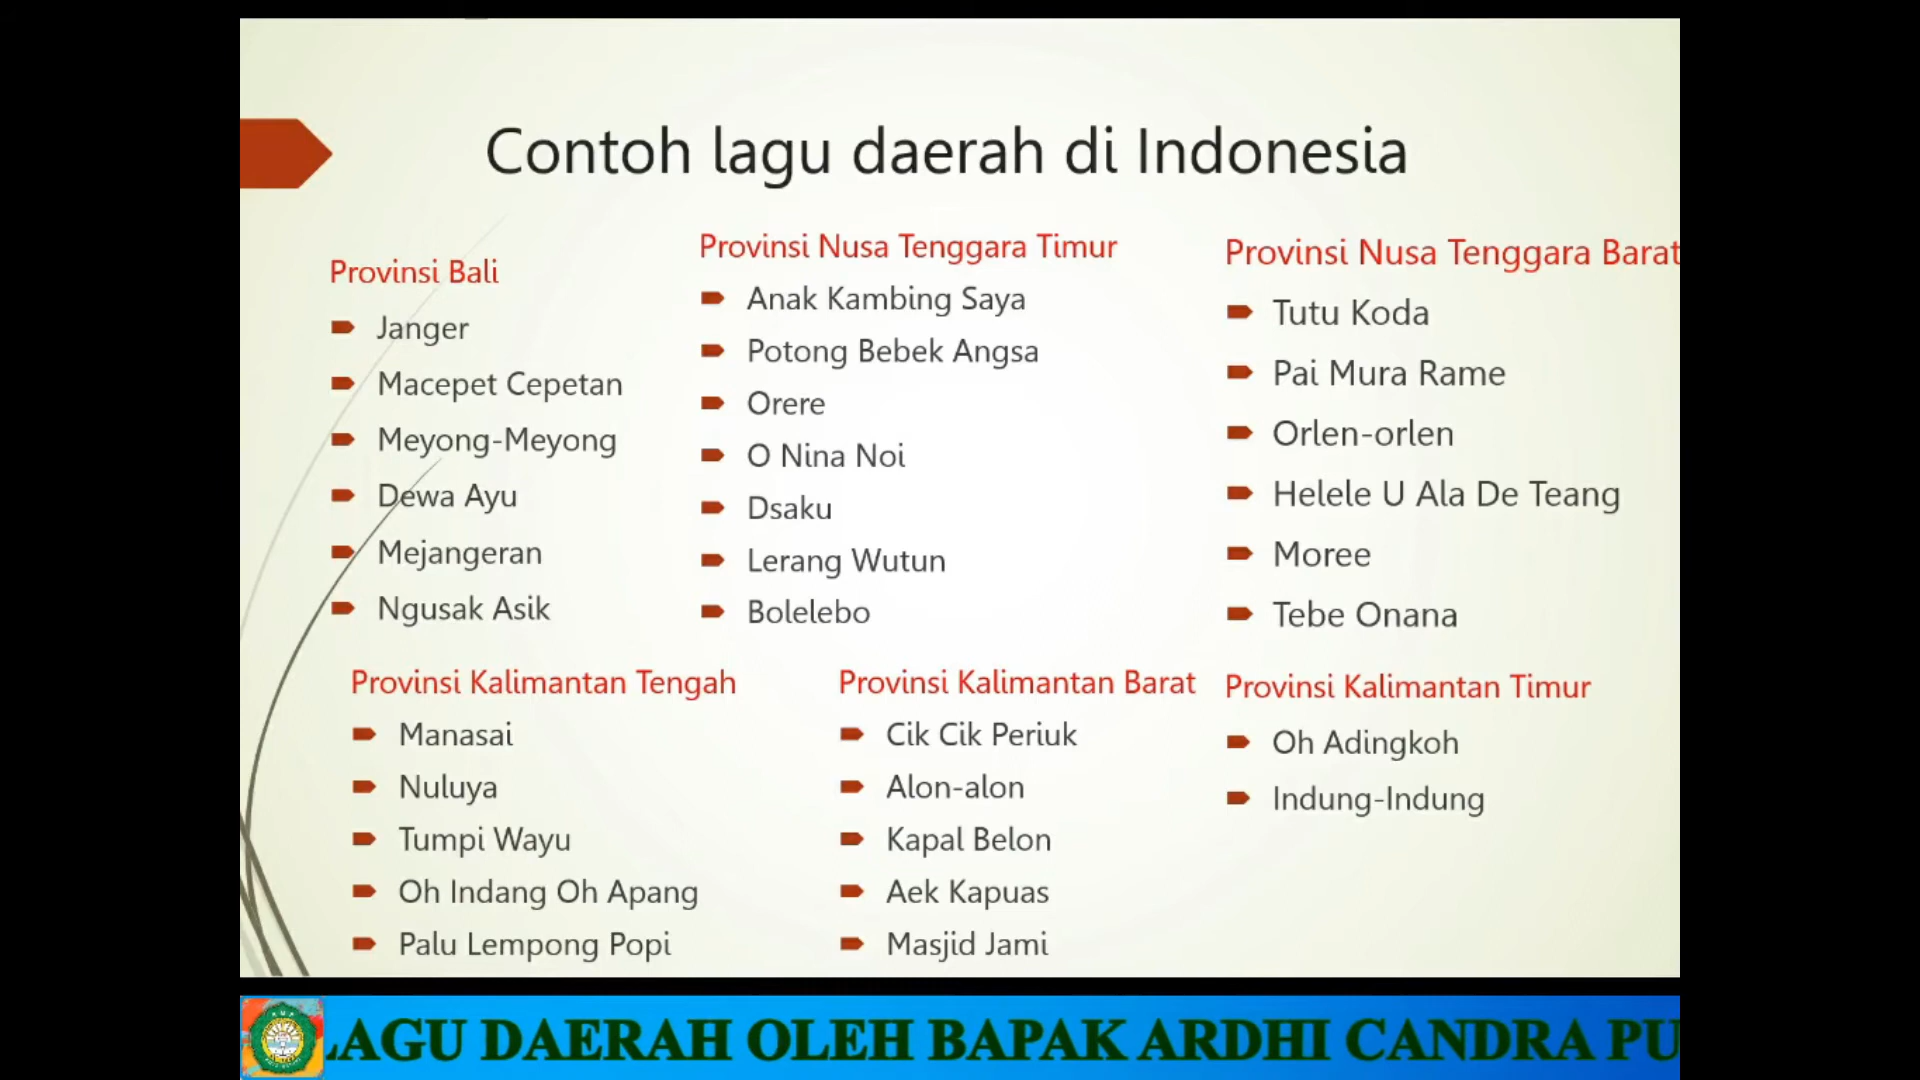 Contoh lagu daerah di Indonesia
Provinsi Bali
Janger
Macepet Cepetan
Meyong-Meyong
Dewa Ayu
Mejangeran
Ngusak Asik
Provinsi Nusa Tenggara Timur
Anak Kambing Saya
Potong Bebek Angsa
Orere
O Nina Noi
Dsaku
Lerang Wutun
Bolelebo
Provinsi Nusa Tenggara Barat
Tutu Koda
Pai Mura Rame
Orlen-orlen
Helele U Ala De Teang
Moree
Tebe Onana
Provinsi Kalimantan Tengah
Manasai
Nuluya
Tumpi Wayu
Oh Indang Oh Apang
Palu Lempong Popi
Provinsi Kalimantan Barat
Cik Cik Periuk
Alon-alon
Kapal Belon
Aek Kapuas
Masjid Jami
Provinsi Kalimantan Timur
Oh Adingkoh
Indung-Indung
LAGU DAERAH OLEH BAPAK ARDHI CANDRA PU